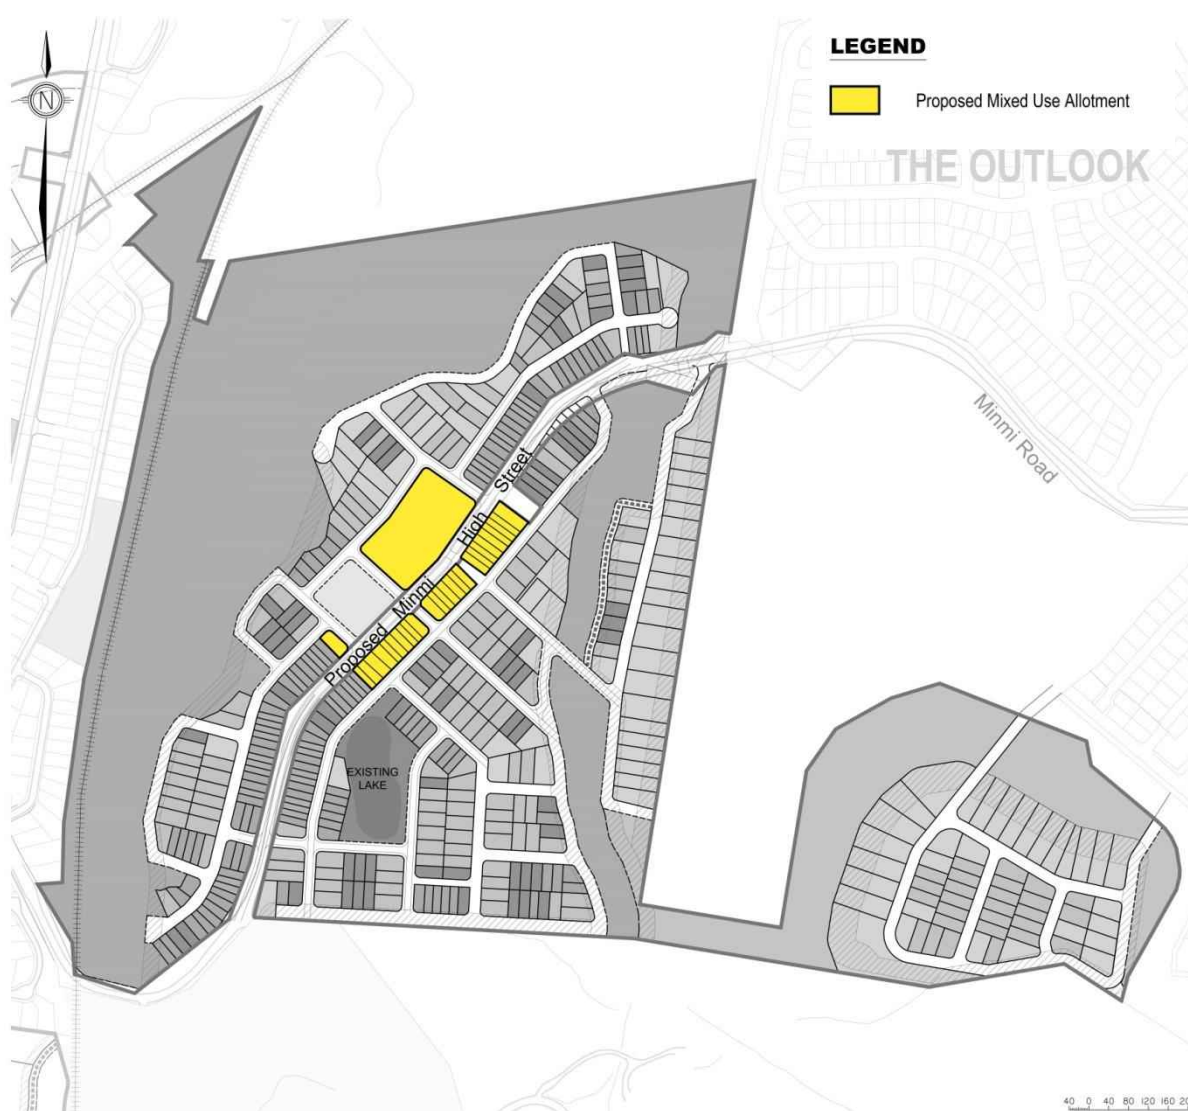 N
LEGEND
Proposed Mixed Use Allotment
THE OUTLOOK
Minmi Road
Proposed Minmi High Street
EXISTING
LAKE
40 0 40 80 120 160